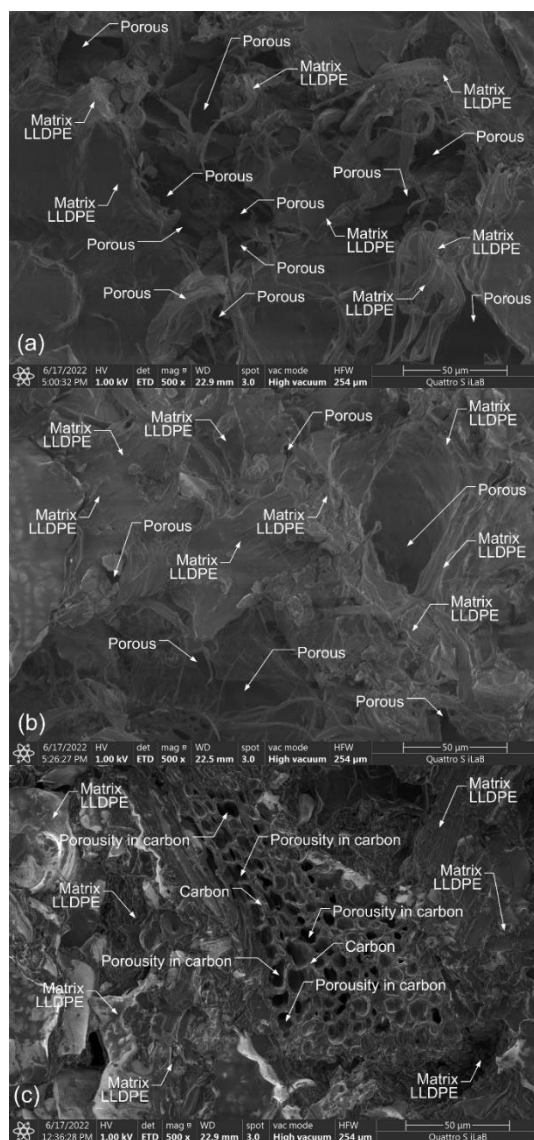 Porous
Porous
Matrix
LLDPE
Matrix
LLDPE
Matrix
LLDPE
Porous
Matrix
LLDPE
Porous
Porous
Porous
Porous
Matrix
LLDPE
Matrix
LLDPE
Porous
Porous
Porous
Matrix
LLDPE
Porous
(a)
6/17/2022 HV det mag WD spot vac mode HFW 50 µm
5:00:32 PM 1.00 kV ETD 500 x 22.9 mm 3.0 High vacuum 254 µm Quattro S iLaB
Matrix
LLDPE
Matrix
LLDPE
Porous
Matrix
LLDPE
Matrix
LLDPE
Matrix
LLDPE
Porous
Porous
Matrix
LLDPE
Matrix
LLDPE
Matrix
LLDPE
Porous
Porous
Porous
(b)
6/17/2022 HV det mag WD spot vac mode HFW 50 µm
5:26:27 PM 1.00 kV ETD 500 x 22.5 mm 3.0 High vacuum 254 µm Quattro S iLaB
Matrix
LLDPE
Matrix
LLDPE
Porousity in carbon
Porousity in carbon
Matrix
LLDPE
Carbon
Matrix
LLDPE
Porousity in carbon
Carbon
Porousity in carbon
Matrix
LLDPE
Porousity in carbon
Matrix
LLDPE
Matrix
LLDPE
(c)
6/17/2022 HV det mag WD spot vac mode HFW 50 µm
12:36:28 PM 1.00 kV ETD 500 x 22.9 mm 3.0 High vacuum 254 µm Quattro S iLaB